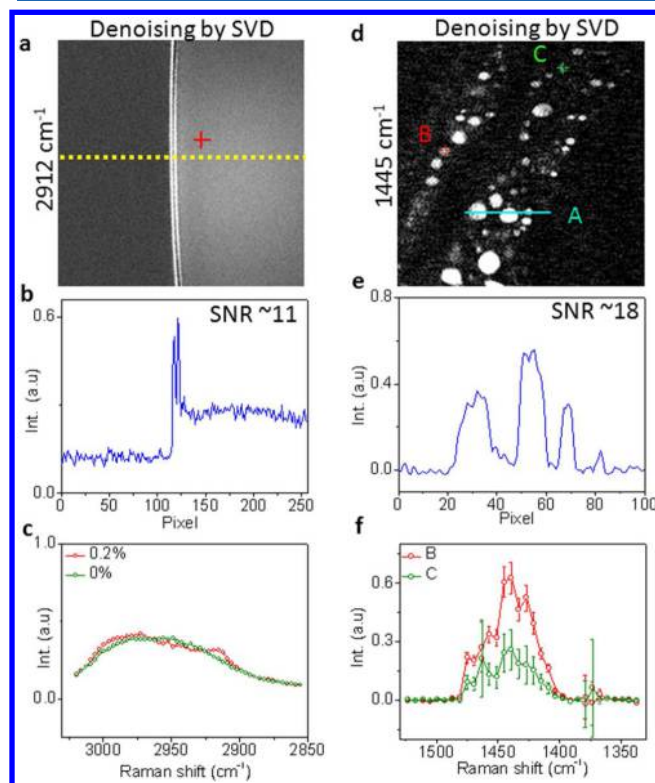 Denoising by SVD
a
2912 cm⁻¹
b
SNR ~11
0.6
0.0
Int. (a.u)
0 50 100 150 200 250
Pixel
c
0.2%
0%
1.0
0.0
Int. (a.u)
3000 2950 2900 2850
Raman shift (cm⁻¹)
Denoising by SVD
d
C
B
A
1445 cm⁻¹
e
SNR ~18
0.8
0.4
0.0
Int. (a.u)
0 20 40 60 80 100
Pixel
f
B
C
0.6
0.3
0.0
Int. (a.u)
1500 1450 1400 1350
Raman shift (cm⁻¹)